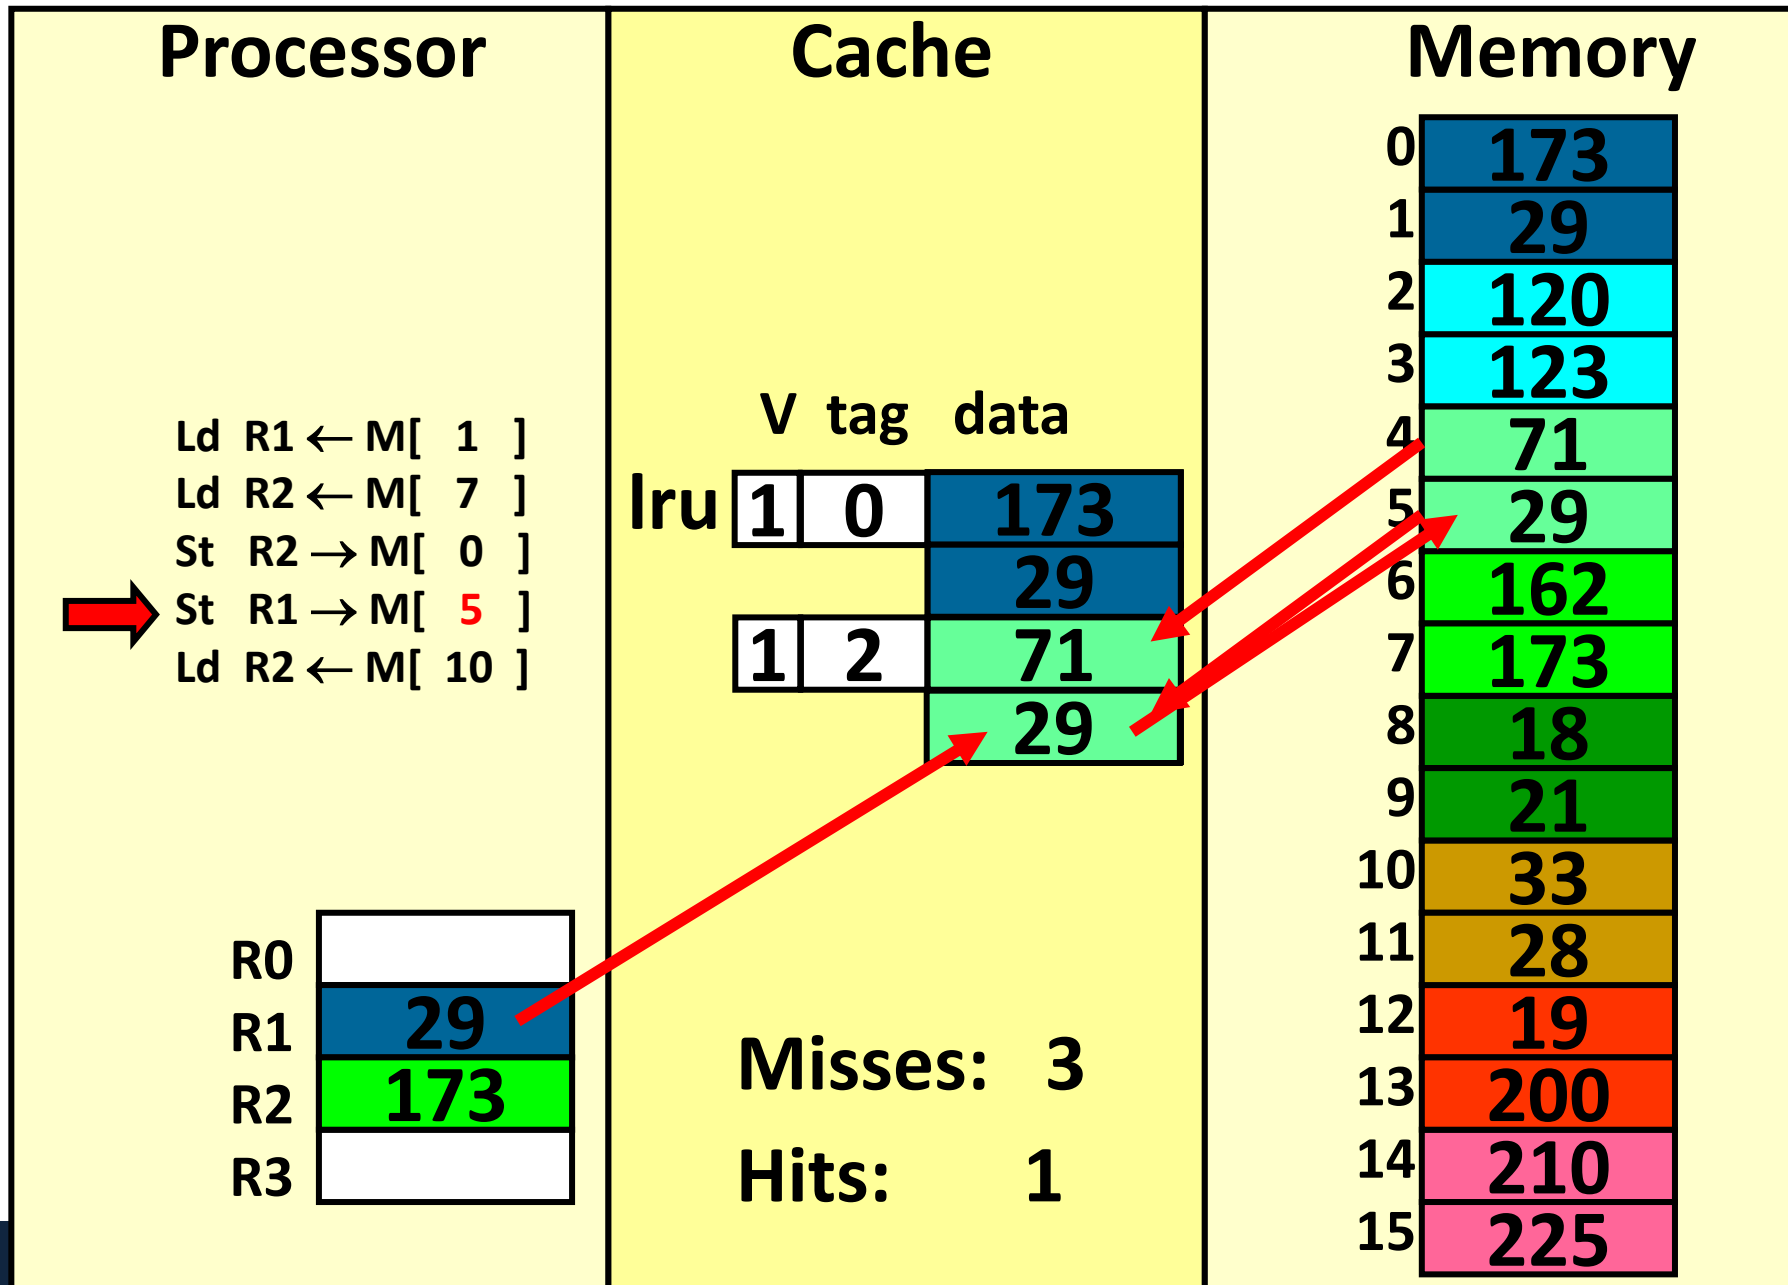 Processor
Ld R1 ← M[ 1 ]
Ld R2 ← M[ 7 ]
St R2 → M[ 0 ]
St R1 → M[ 5 ]
Ld R2 ← M[ 10 ]
R0
R1 29
R2 173
R3
Cache
V tag data
lru 1 0 173
29
1 2 71
29
Misses: 3
Hits: 1
Memory
0 173
1 29
2 120
3 123
4 71
5 29
6 162
7 173
8 18
9 21
10 33
11 28
12 19
13 200
14 210
15 225